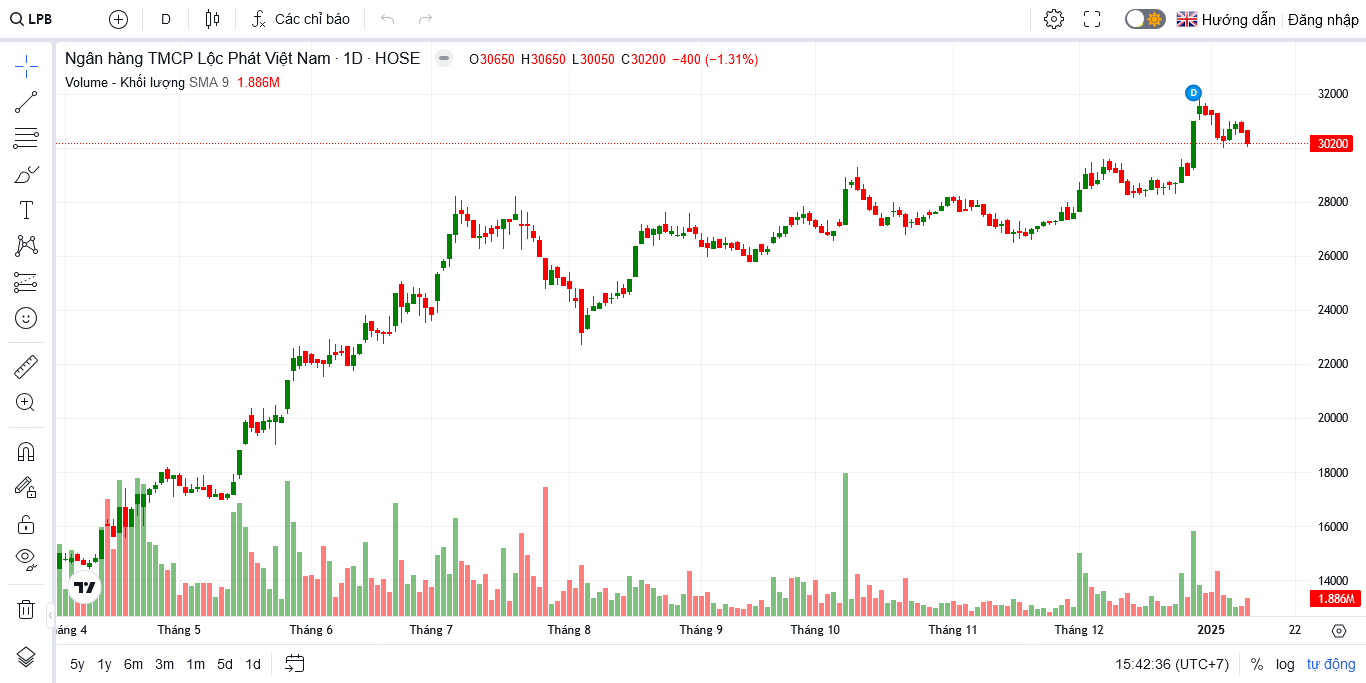 LPB D Các chỉ báo Hướng dẫn Đăng nhập
Ngân hàng TMCP Lộc Phát Việt Nam · 1D · HOSE O30650 H30650 L30050 C30200 −400 (−1.31%)
Volume - Khối lượng SMA 9 1.886M
D
32000
30200
28000
26000
24000
22000
20000
18000
16000
14000
1.886M
áng 4 Tháng 5 Tháng 6 Tháng 7 Tháng 8 Tháng 9 Tháng 10 Tháng 11 Tháng 12 2025 22
5y 1y 6m 3m 1m 5d 1d 15:42:36 (UTC+7) % log tự động